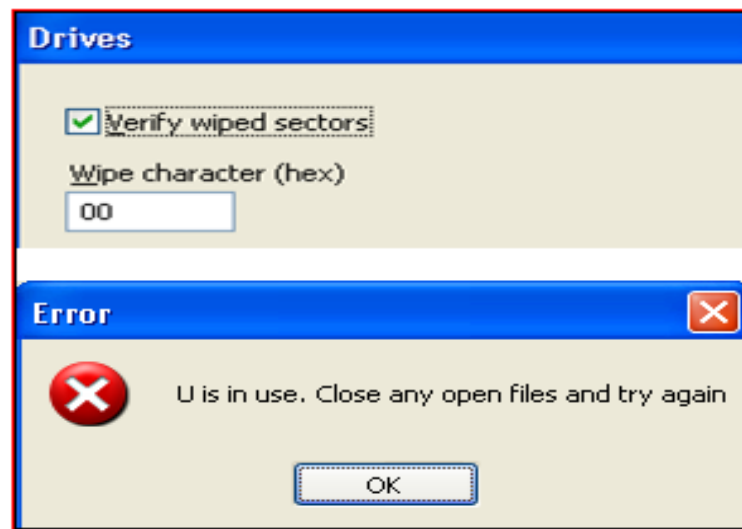 Drives
Verify wiped sectors
Wipe character (hex)
00
Error
U is in use. Close any open files and try again
OK